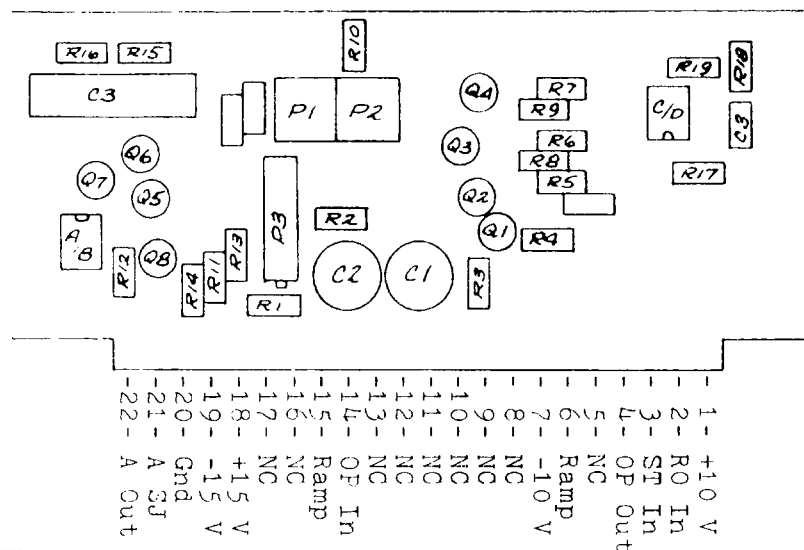 R16
R15
R10
R19
R18
C3
P1
P2
Q4
R7
R9
C/D
C3
Q6
Q3
R6
R8
R17
Q7
Q5
Q2
R5
A/B
P3
R2
Q1
R4
R12
Q8
R13
R11
R14
C2
C1
R3
R1
-1- +10 V
-2- RO In
-3- ST In
-4- OP Out
-5- NC
-6- Ramp
-7- -10 V
-8- NC
-9- NC
-10- NC
-11- NC
-12- NC
-13- NC
-14- OP In
-15- Ramp
-16- NC
-17- NC
-18- +15 V
-19- -15 V
-20- Gnd
-21- A SJ
-22- A Out